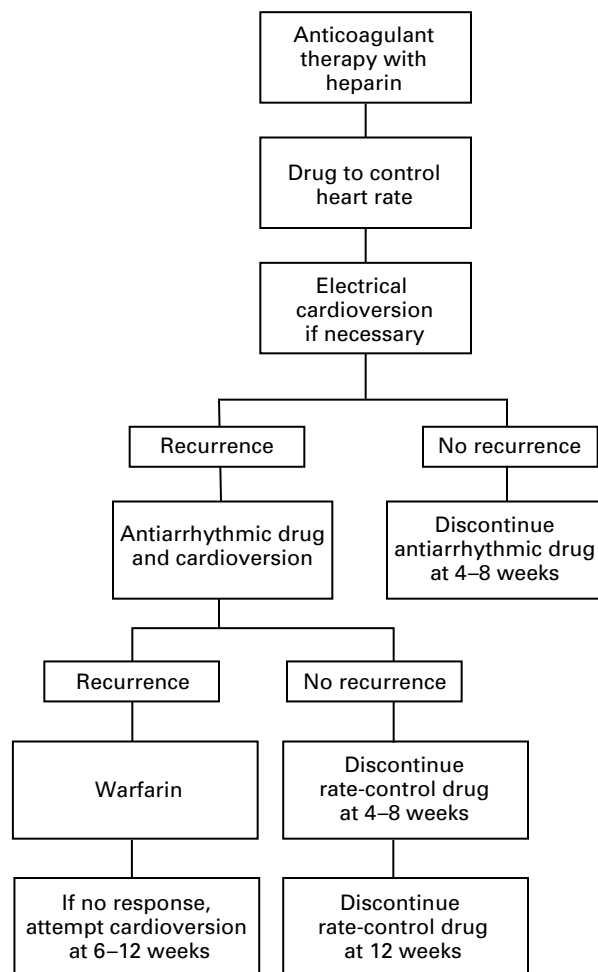 Anticoagulant
therapy with
heparin
Drug to control
heart rate
Electrical
cardioversion
if necessary
Recurrence
No recurrence
Antiarrhythmic drug
and cardioversion
Discontinue
antiarrhythmic drug
at 4–8 weeks
Recurrence
No recurrence
Warfarin
Discontinue
rate-control drug
at 4–8 weeks
If no response,
attempt cardioversion
at 6–12 weeks
Discontinue
rate-control drug
at 12 weeks